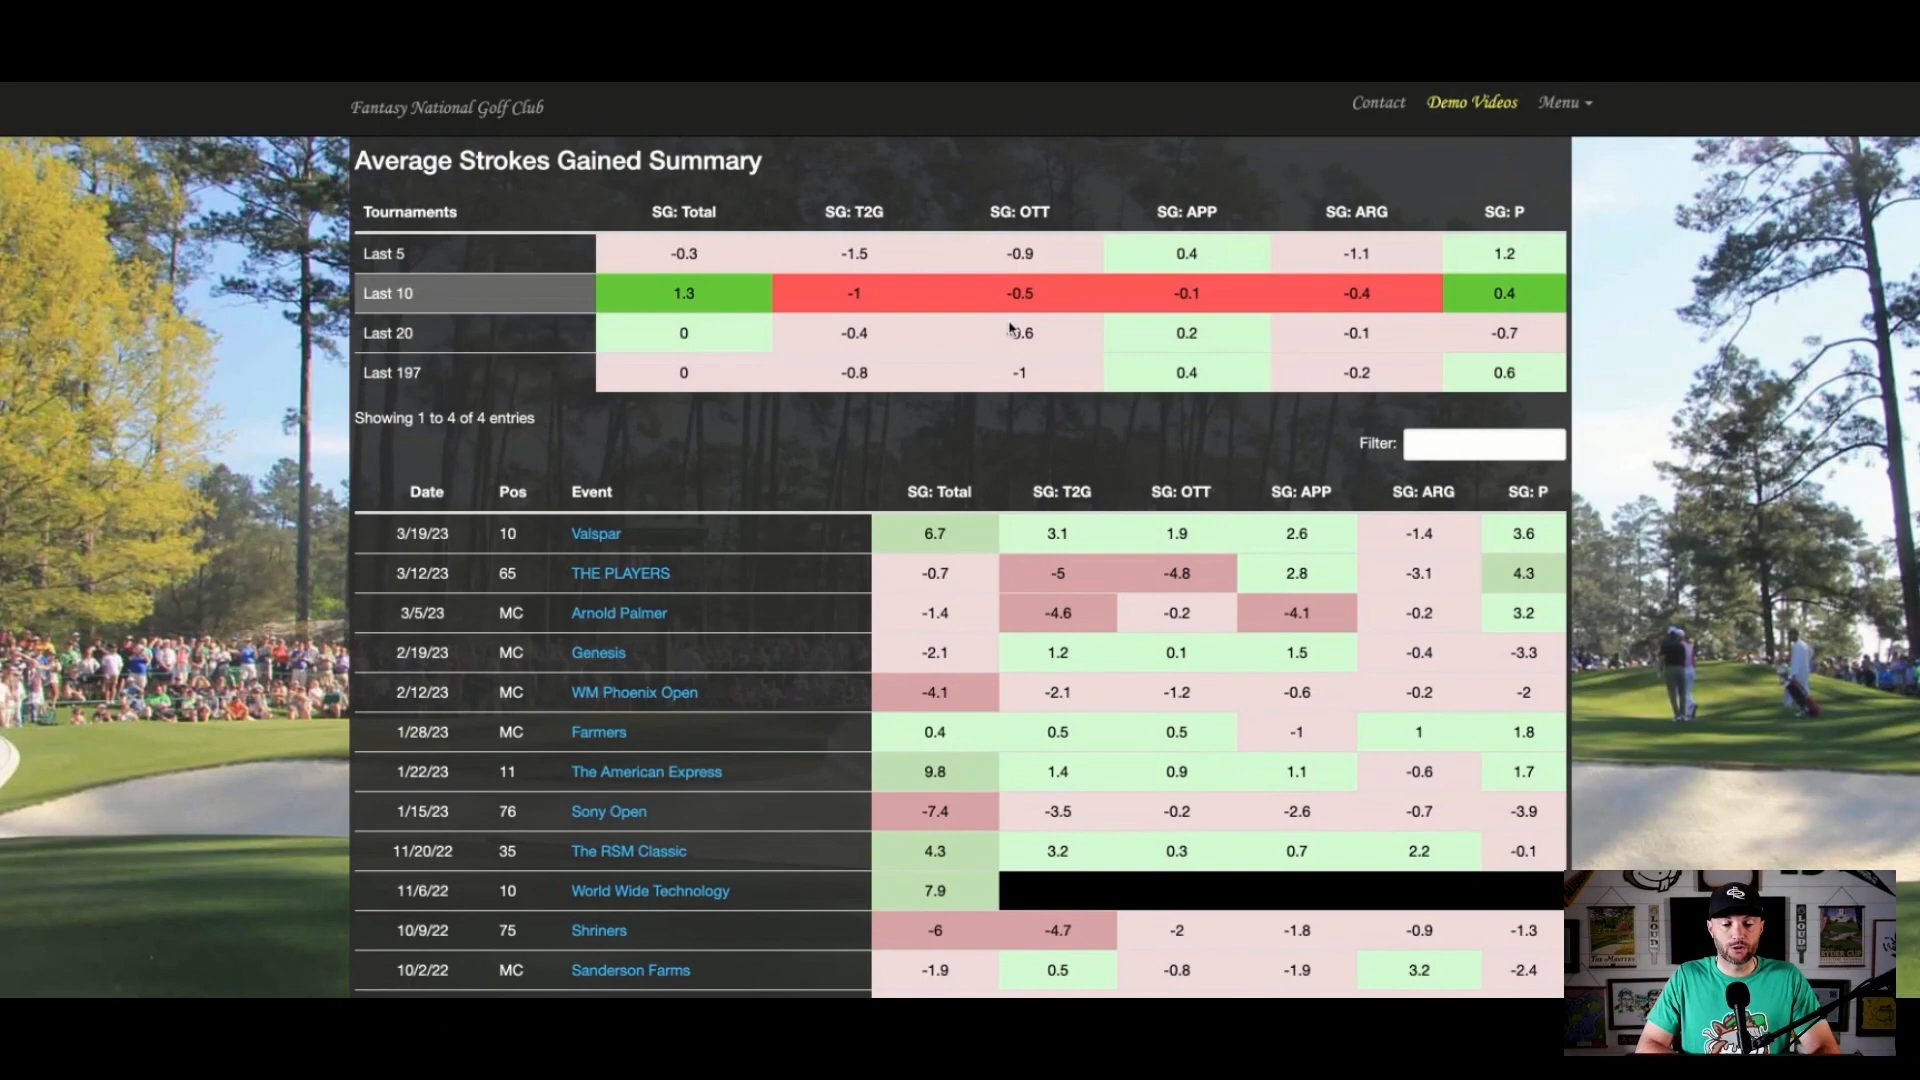 Fantasy National Golf Club
Contact Demo Videos Menu
Average Strokes Gained Summary
Tournaments SG: Total SG: T2G SG: OTT SG: APP SG: ARG SG: P
Last 5 -0.3 -1.5 -0.9 0.4 -1.1 1.2
Last 10 1.3 -1 -0.5 -0.1 -0.4 0.4
Last 20 0 -0.4 0.2 -0.1 -0.7
Last 197 0 -0.8 -1 0.4 -0.2 0.6
Showing 1 to 4 of 4 entries
Filter:
Date Pos Event SG: Total SG: T2G SG: OTT SG: APP SG: ARG SG: P
3/19/23 10 Valspar 6.7 3.1 1.9 2.6 -1.4 3.6
3/12/23 65 THE PLAYERS -0.7 -5 -4.8 2.8 -3.1 4.3
3/5/23 MC Arnold Palmer -1.4 -4.6 -0.2 -4.1 -0.2 3.2
2/19/23 MC Genesis -2.1 1.2 0.1 1.5 -0.4 -3.3
2/12/23 MC WM Phoenix Open -4.1 -2.1 -1.2 -0.6 -0.2 -2
1/28/23 MC Farmers 0.4 0.5 0.5 -1 1 1.8
1/22/23 11 The American Express 9.8 1.4 0.9 1.1 -0.6 1.7
1/15/23 76 Sony Open -7.4 -3.5 -0.2 -2.6 -0.7 -3.9
11/20/22 35 The RSM Classic 4.3 3.2 0.3 0.7 2.2 -0.1
11/6/22 10 World Wide Technology 7.9
10/9/22 75 Shriners -6 -4.7 -2 -1.8 -0.9 -1.3
10/2/22 MC Sanderson Farms -1.9 0.5 -0.8 -1.9 3.2 -2.4
LOUD
LOUD
RYDER CUP